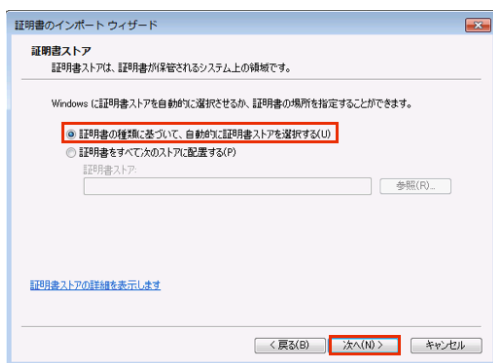 証明書のインポート ウィザード
証明書ストア
証明書ストアは、証明書が保管されるシステム上の領域です。
Windows に証明書ストアを自動的に選択させるか、証明書の場所を指定することができます。
証明書の種類に基づいて、自動的に証明書ストアを選択する(U)
証明書をすべて次のストアに配置する(P)
証明書ストア:
参照(R)...
証明書ストアの詳細を表示します
< 戻る(B)
次へ(N) >
キャンセル